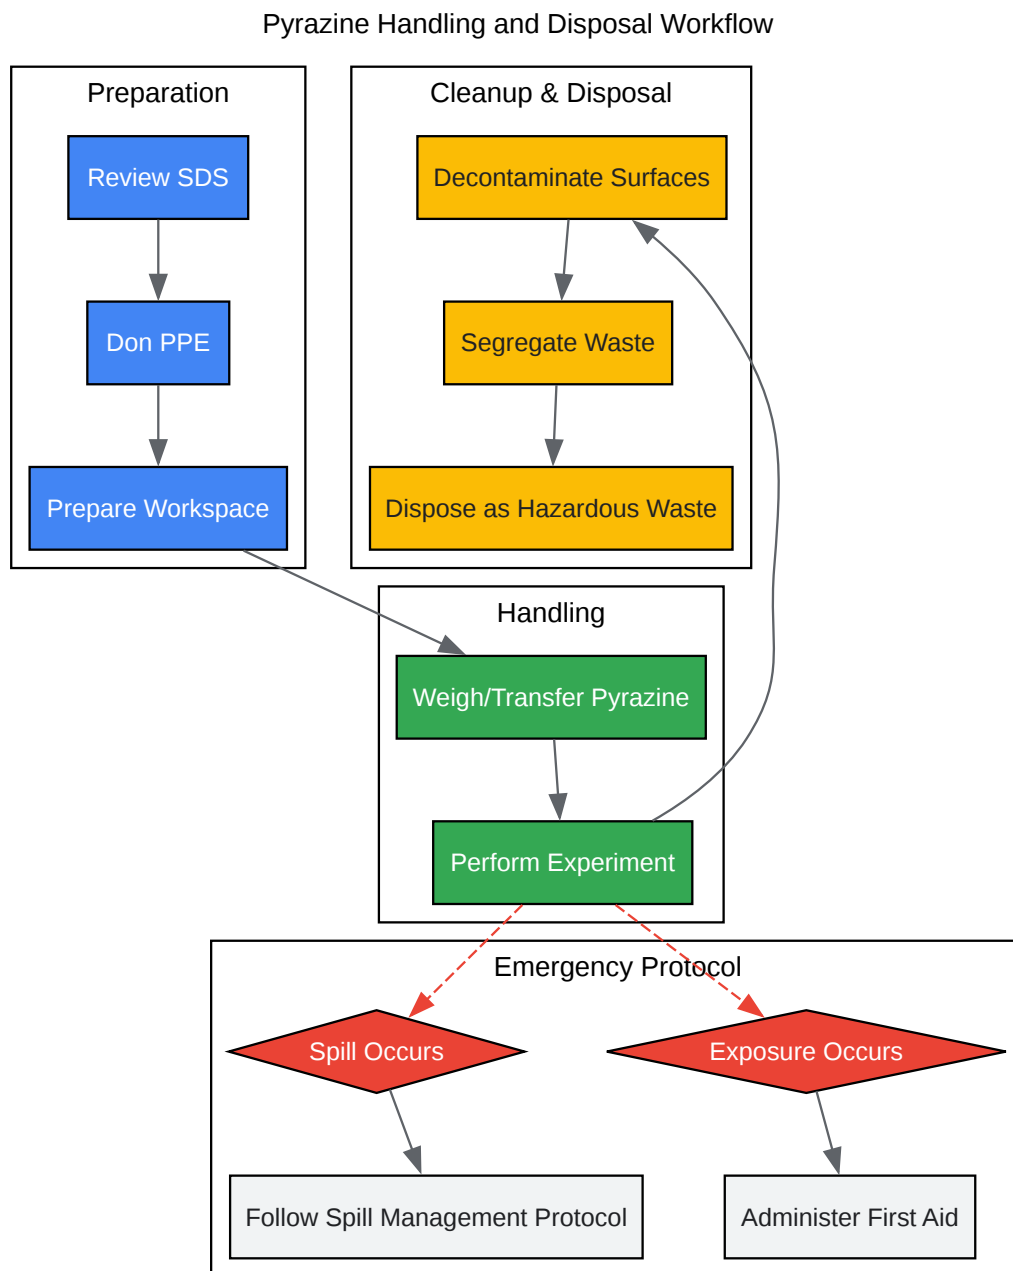 Pyrazine Handling and Disposal Workflow
Preparation
Review SDS
Don PPE
Prepare Workspace
Cleanup & Disposal
Decontaminate Surfaces
Segregate Waste
Dispose as Hazardous Waste
Handling
Weigh/Transfer Pyrazine
Perform Experiment
Emergency Protocol
Spill Occurs
Exposure Occurs
Follow Spill Management Protocol
Administer First Aid